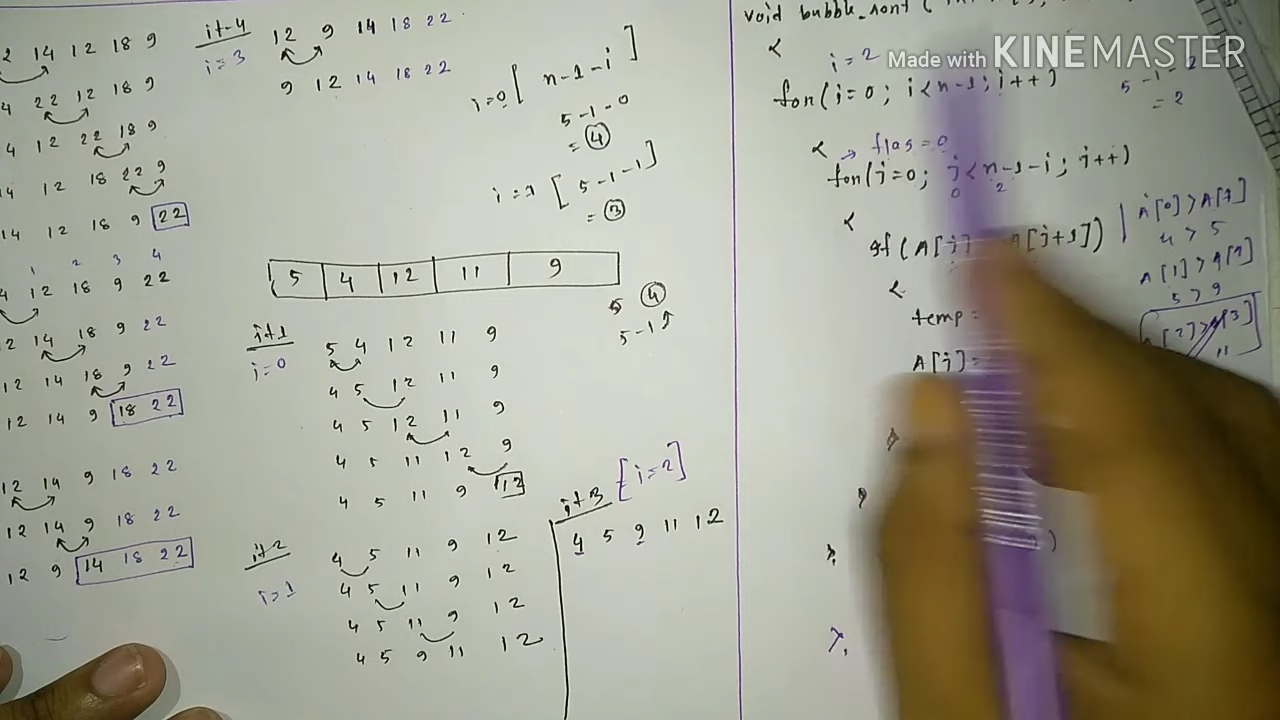 2 14 12 18 9
4 22 12 18 9
4 12 22 18 9
14 12 18 22 9
14 12 18 9 22
1 2 3 4
4 12 18 9 22
2 14 18 9 22
12 14 18 9 22
12 14 9 18 22
12 14 9 18 22
12 14 9 18 22
12 9 14 18 22
it-4
i=3
12 9 14 18 22
9 12 14 18 22
i=0 [ n-1-i ]
5-1-0
= 4
i=1 [ 5-1-1 ]
= 3
5 4 12 11 9
5 4
5-1
it1
i=0
5 4 12 11 9
4 5 12 11 9
4 5 12 11 9
4 5 11 12 9
4 5 11 9 12
it-2
i=1
4 5 11 9 12
4 5 11 9 12
4 5 11 9 12
4 5 9 11 12
it3 [i=2]
4 5 9 11 12
void bubble_sort (
{
i=2
for(i=0; i<n-1; i++)
5-1-2
= 2
{ → flag=0
for(j=0; j<n-1-i; j++)
0 2
{
if(A[j] A[j+1])
A[0]>A[1]
4 > 5
A[1]>A[2]
5 > 9
[2]>A[3]
11
{
temp=
A[j]=
}
}
}
)
}
Made with KINEMASTER